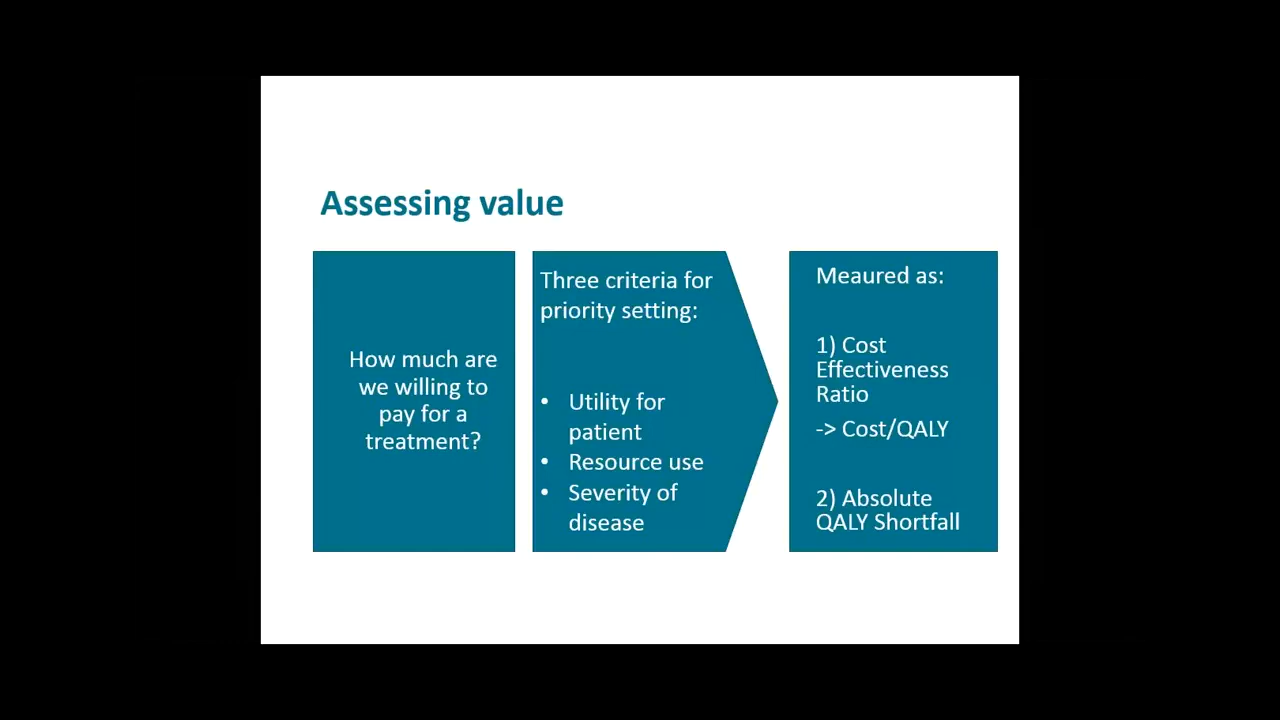 Assessing value
How much are
we willing to
pay for a
treatment?
Three criteria for
priority setting:
• Utility for
patient
• Resource use
• Severity of
disease
Meaured as:
1) Cost
Effectiveness
Ratio
-> Cost/QALY
2) Absolute
QALY Shortfall